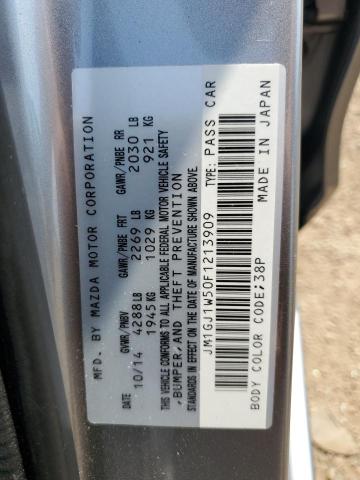 MFD. BY MAZDA MOTOR CORPORATION
DATE GVWR/PNBV GAWR/PNBE FRT GAWR/PNBE RR
10/14 4288LB 2269 LB 2030 LB
1945KG 1029 KG 921 KG
THIS VEHICLE CONFORMS TO ALL APPLICABLE FEDERAL MOTOR VEHICLE SAFETY
,BUMPER,AND THEFT PREVENTION
STANDARDS IN EFFECT ON THE DATE OF MANUFACTURE SHOWN ABOVE.
JM1GJ1W50F1213909 TYPE: PASS CAR
BODY COLOR CODE;38P MADE IN JAPAN